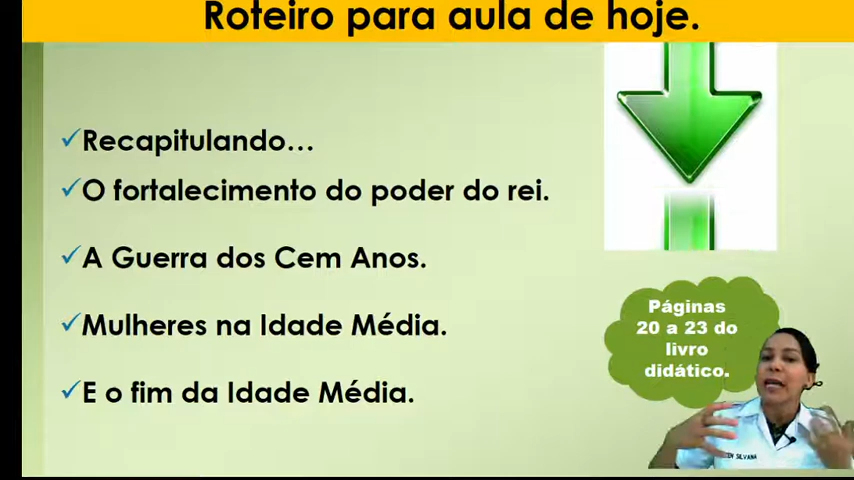 Roteiro para aula de hoje.
Recapitulando...
O fortalecimento do poder do rei.
A Guerra dos Cem Anos.
Mulheres na Idade Média.
E o fim da Idade Média.
Páginas
20 a 23 do
livro
didático.
SILVANA